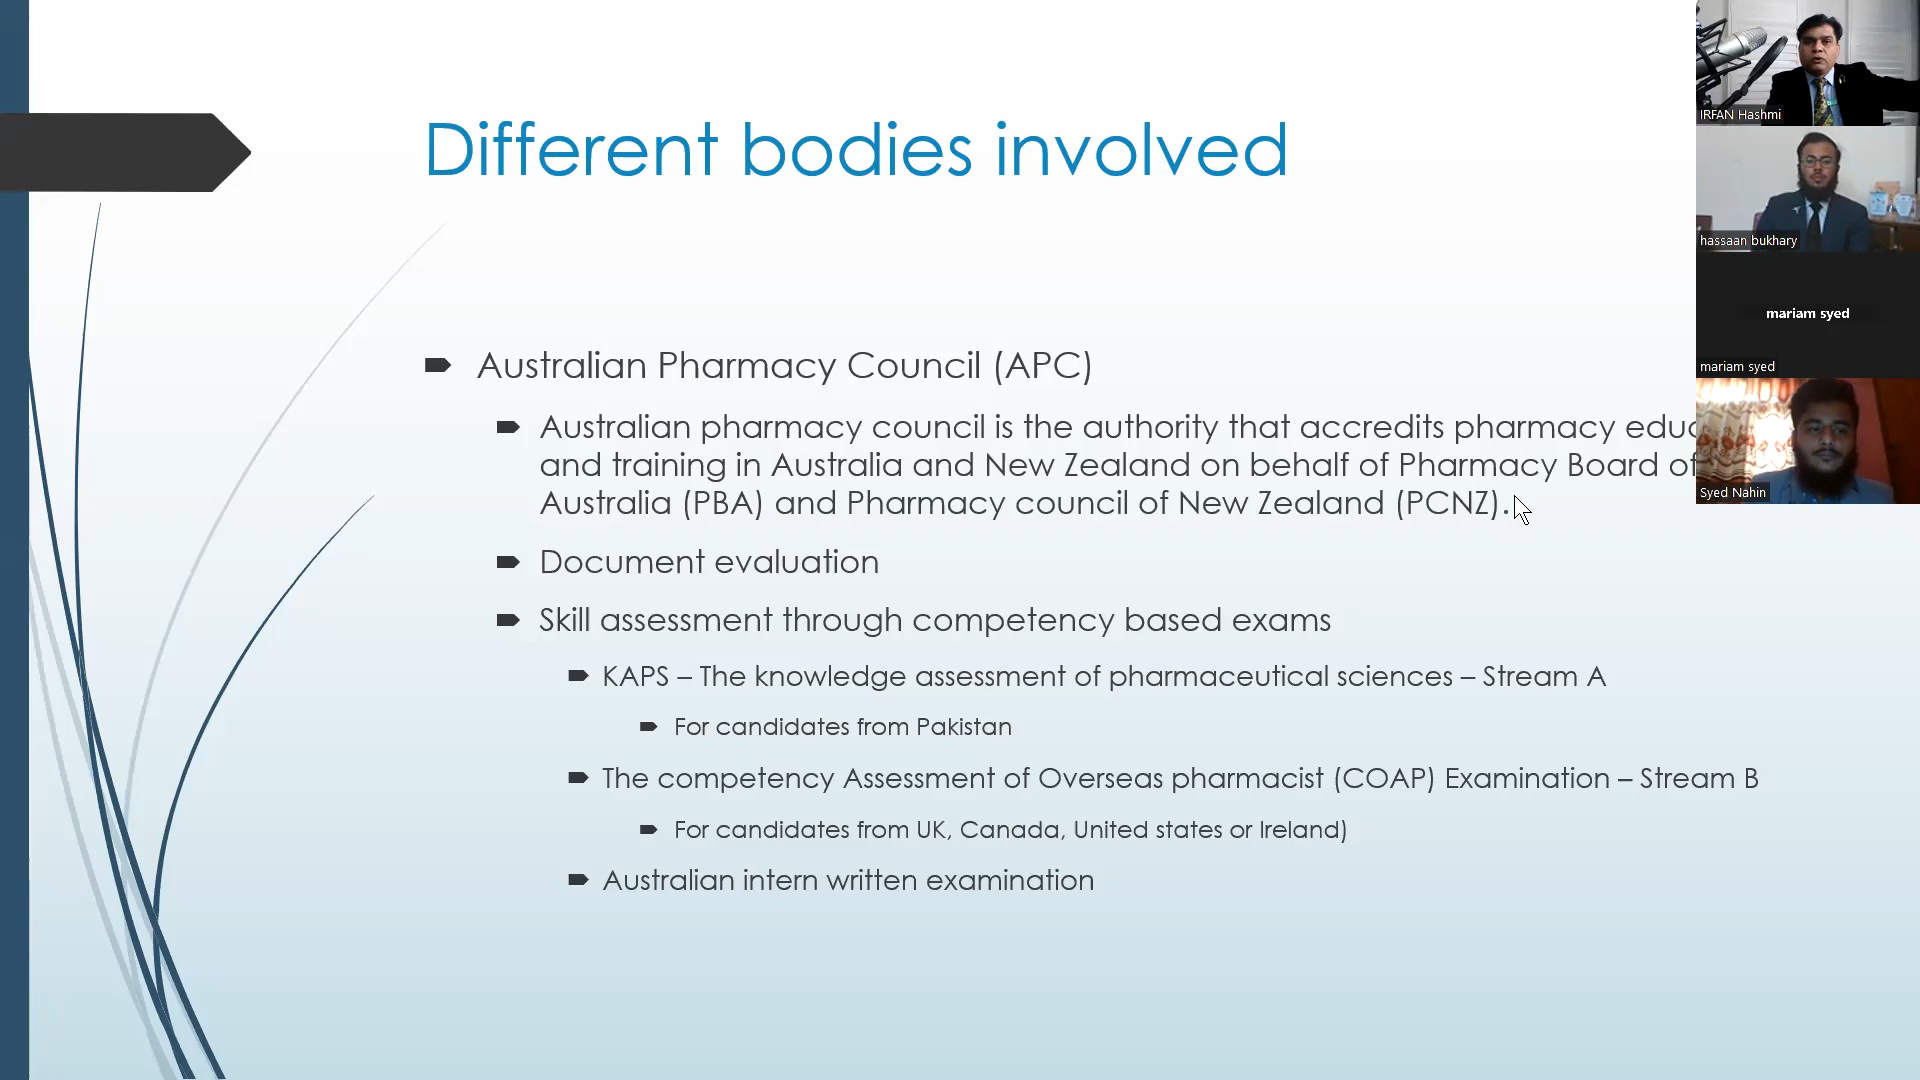 Different bodies involved
Australian Pharmacy Council (APC)
Australian pharmacy council is the authority that accredits pharmacy
and training in Australia and New Zealand on behalf of Pharmacy Board of
Australia (PBA) and Pharmacy council of New Zealand (PCNZ).
Document evaluation
Skill assessment through competency based exams
KAPS – The knowledge assessment of pharmaceutical sciences – Stream A
For candidates from Pakistan
The competency Assessment of Overseas pharmacist (COAP) Examination – Stream B
For candidates from UK, Canada, United states or Ireland)
Australian intern written examination
IRFAN Hashmi
hassaan bukhary
mariam syed
mariam syed
Syed Nahin